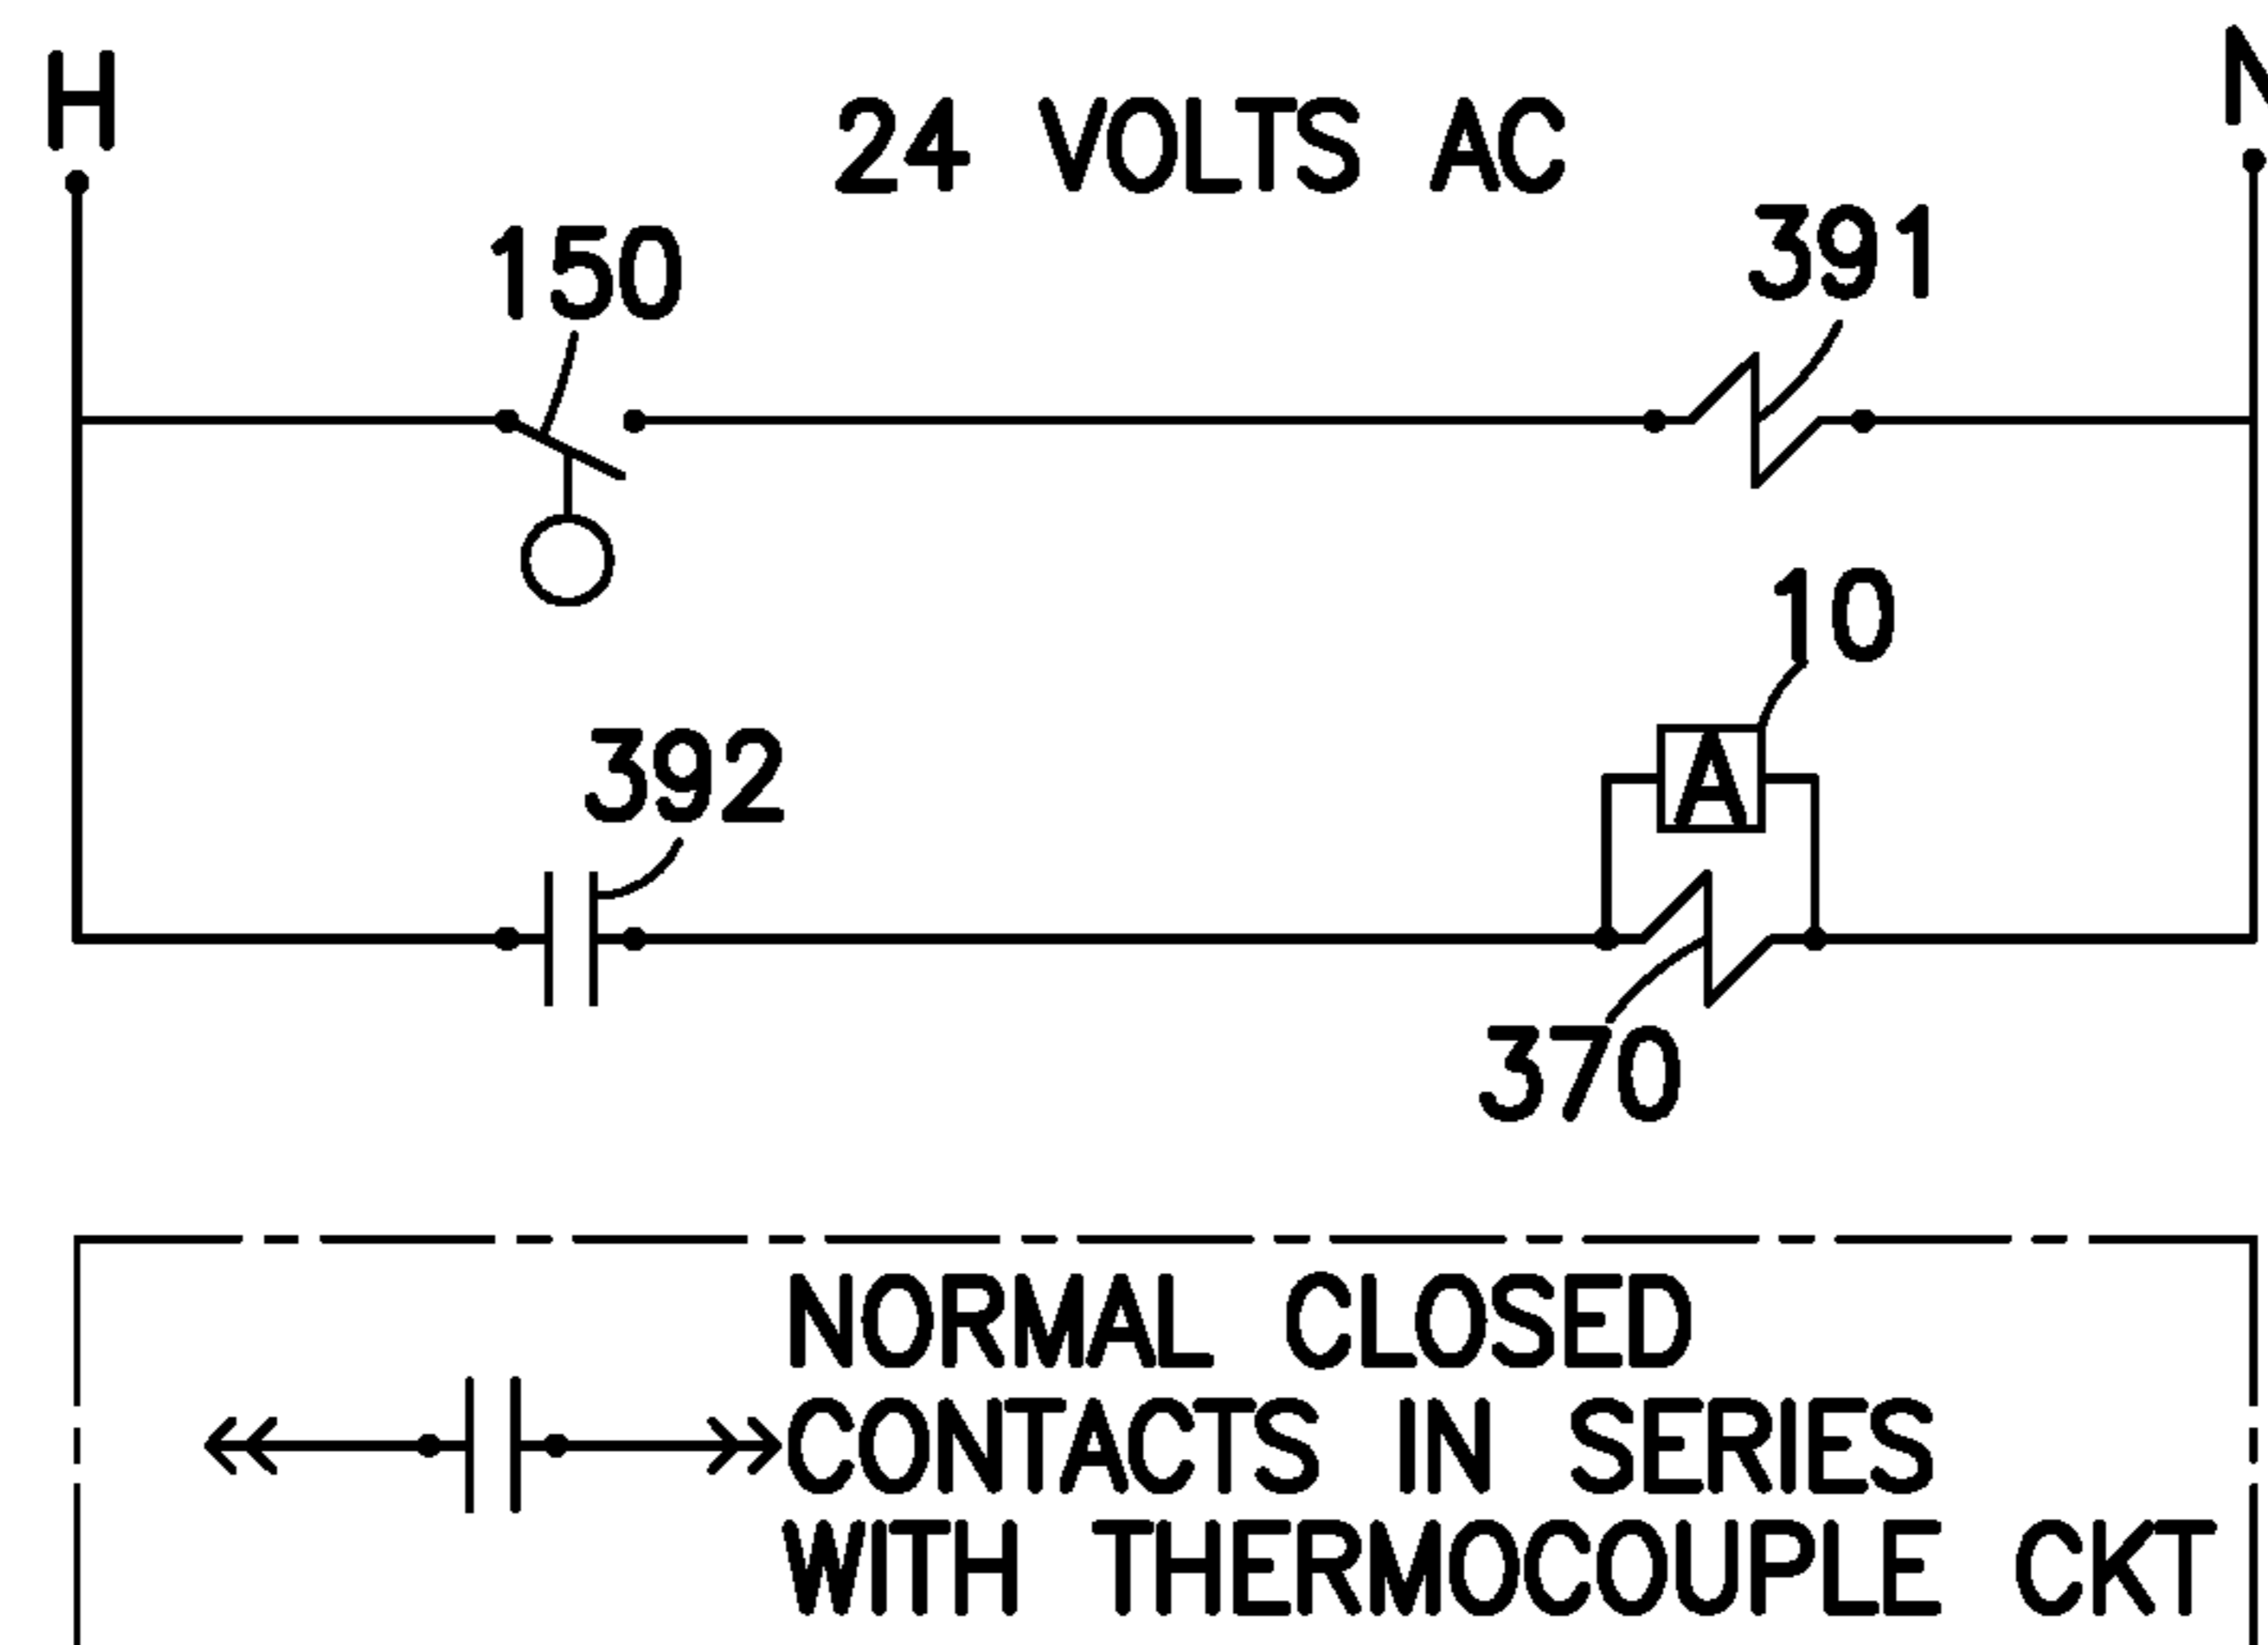 H
N
24 VOLTS AC
150
391
10
A
392
370
NORMAL CLOSED
CONTACTS IN SERIES
WITH THERMOCOUPLE CKT